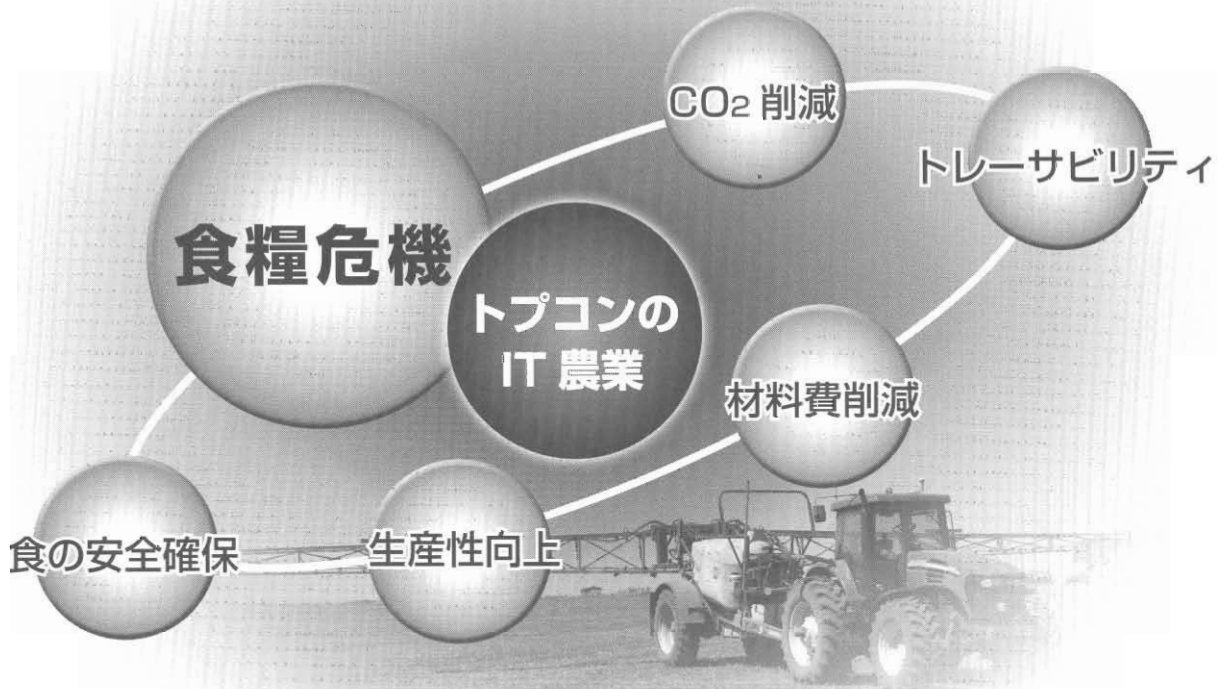 CO2 削減
トレーサビリティ
食糧危機
トプコンの
IT 農業
材料費削減
食の安全確保
生産性向上